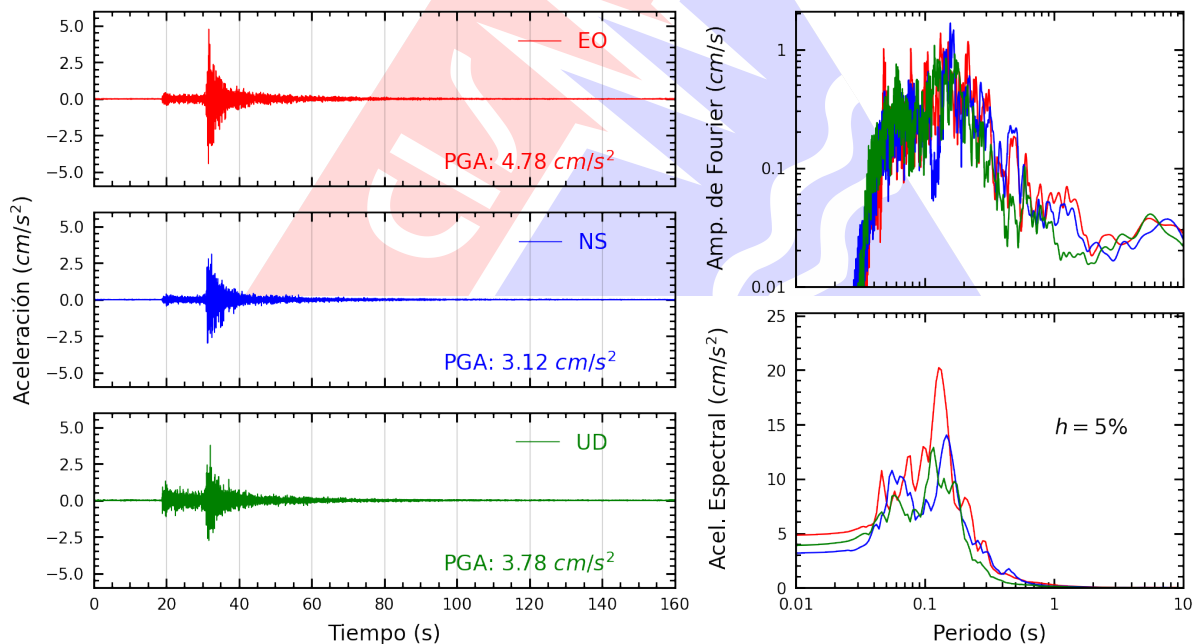 Aceleración (cm/s²)
5.0
2.5
0.0
−2.5
−5.0
EO
PGA: 4.78 cm/s²
5.0
2.5
0.0
−2.5
−5.0
NS
PGA: 3.12 cm/s²
5.0
2.5
0.0
−2.5
−5.0
UD
PGA: 3.78 cm/s²
0 20 40 60 80 100 120 140 160
Tiempo (s)
Amp. de Fourier (cm/s)
1
0.1
0.01
Acel. Espectral (cm/s²)
25
20
15
10
5
0
h = 5%
0.01 0.1 1 10
Periodo (s)